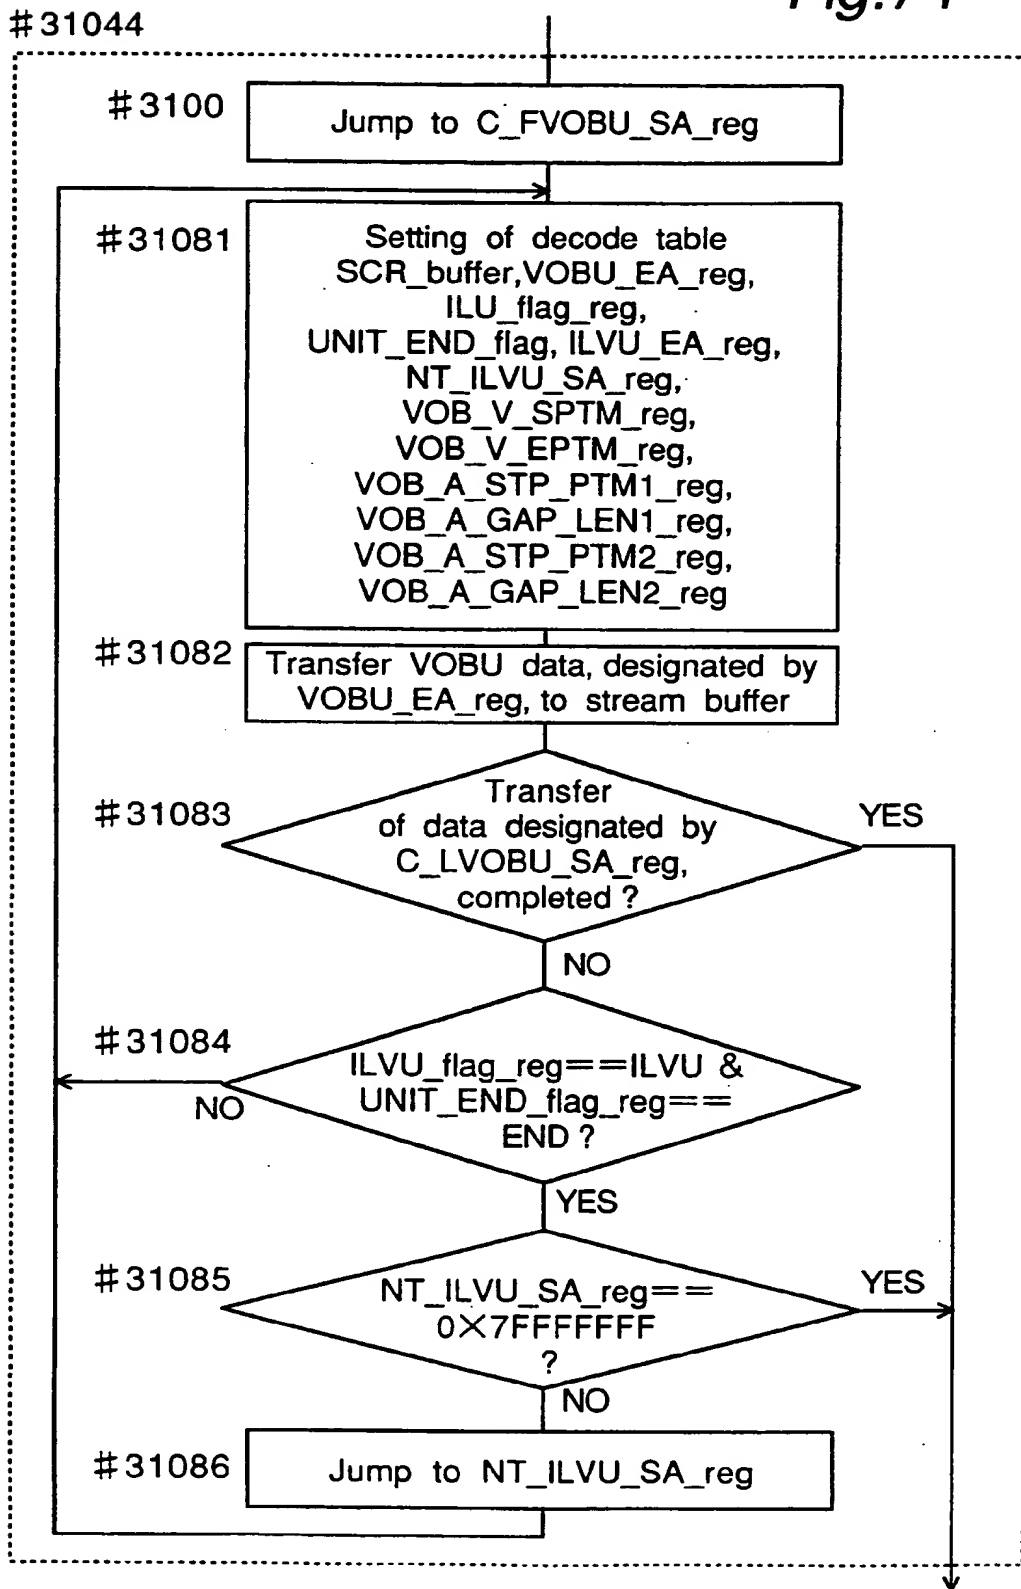 #31044
#3100
Jump to C_FVOBU_SA_reg
#31081
Setting of decode table
SCR_buffer,VOBU_EA_reg,
ILU_flag_reg,
UNIT_END_flag, ILVU_EA_reg,
NT_ILVU_SA_reg,
VOB_V_SPTM_reg,
VOB_V_EPTM_reg,
VOB_A_STP_PTM1_reg,
VOB_A_GAP_LEN1_reg,
VOB_A_STP_PTM2_reg,
VOB_A_GAP_LEN2_reg
#31082
Transfer VOBU data, designated by
VOBU_EA_reg, to stream buffer
#31083
Transfer
of data designated by
C_LVOBU_SA_reg,
completed ?
YES
NO
#31084
ILVU_flag_reg==ILVU &
UNIT_END_flag_reg==
END ?
NO
YES
#31085
NT_ILVU_SA_reg==
0×7FFFFFFF
?
YES
NO
#31086
Jump to NT_ILVU_SA_reg